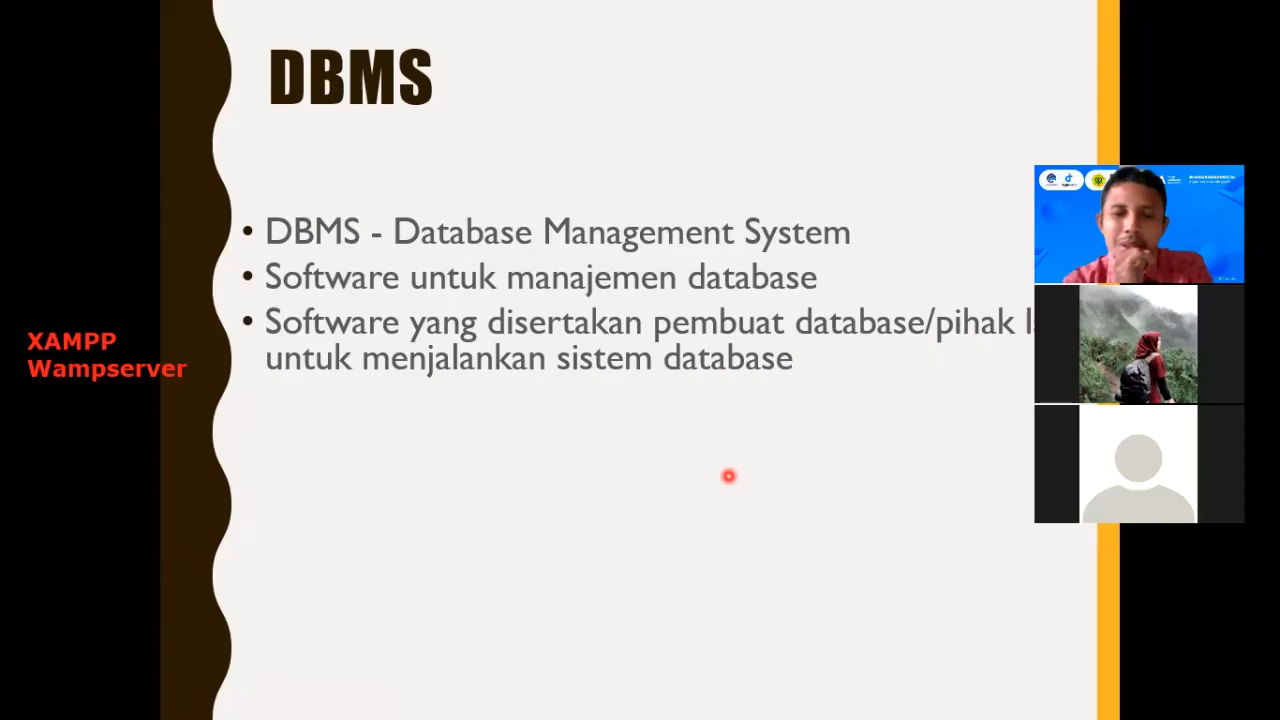 DBMS
• DBMS - Database Management System
• Software untuk manajemen database
• Software yang disertakan pembuat database/pihak
untuk menjalankan sistem database
XAMPP
Wampserver